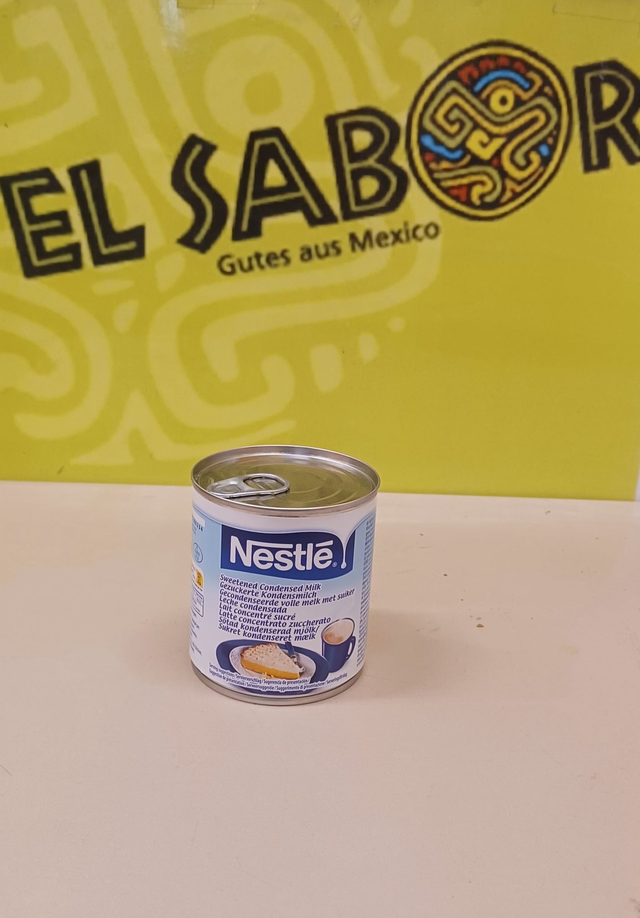 EL SABOR
Gutes aus Mexico
Nestlé
Sweetened Condensed Milk
Gezuckerte Kondensmilch
Gecondenseerde volle melk met suiker
Leche condensada
Lait concentré sucré
Latte concentrato zuccherato
Sötad kondenserad mjölk/
Sukret kondenseret mælk